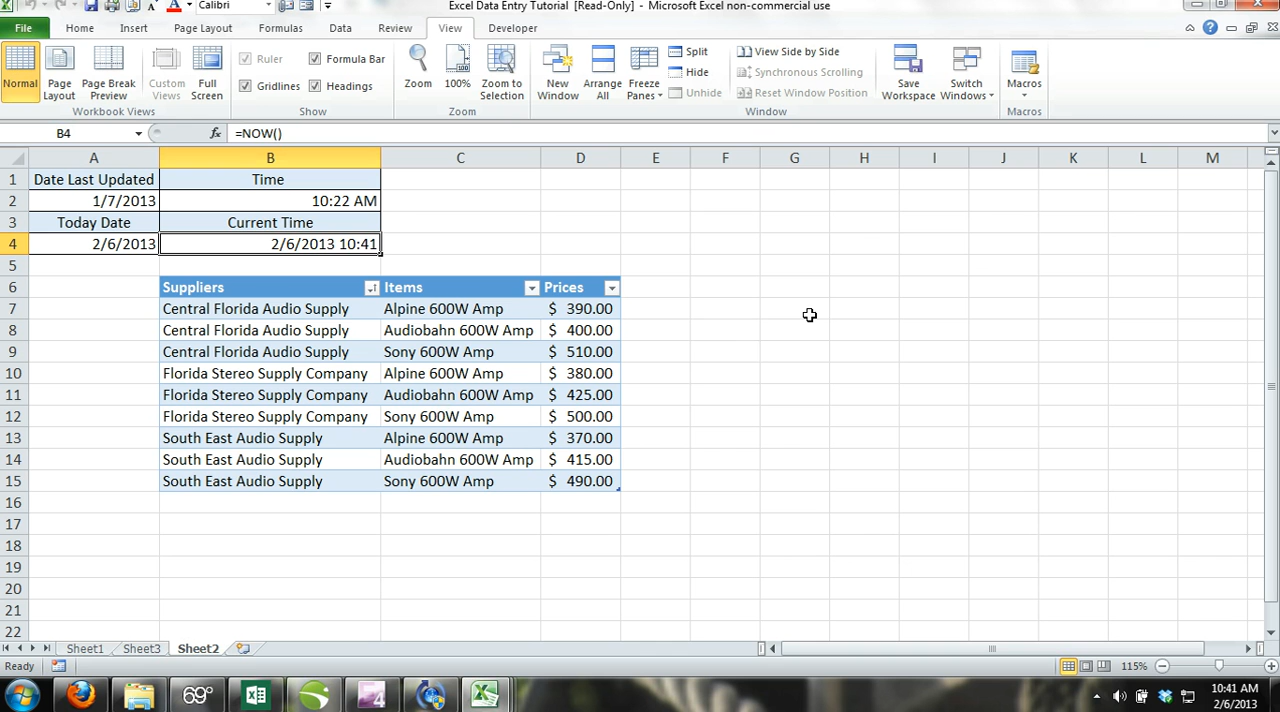 Calibri
Excel Data Entry Tutorial [Read-Only] - Microsoft Excel non-commercial use
File Home Insert Page Layout Formulas Data Review View Developer
Normal Page Layout Page Break Preview Custom Views Full Screen
Workbook Views
Ruler Formula Bar
Gridlines Headings
Show
Zoom 100% Zoom to Selection
Zoom
New Window Arrange All Freeze Panes
Split
Hide
Unhide
View Side by Side
Synchronous Scrolling
Reset Window Position
Save Workspace Switch Windows
Window
Macros
Macros
B4 fx =NOW()
A B C D E F G H I J K L M
1 Date Last Updated Time
2 1/7/2013 10:22 AM
3 Today Date Current Time
4 2/6/2013 2/6/2013 10:41
5
6 Suppliers Items Prices
7 Central Florida Audio Supply Alpine 600W Amp $ 390.00
8 Central Florida Audio Supply Audiobahn 600W Amp $ 400.00
9 Central Florida Audio Supply Sony 600W Amp $ 510.00
10 Florida Stereo Supply Company Alpine 600W Amp $ 380.00
11 Florida Stereo Supply Company Audiobahn 600W Amp $ 425.00
12 Florida Stereo Supply Company Sony 600W Amp $ 500.00
13 South East Audio Supply Alpine 600W Amp $ 370.00
14 South East Audio Supply Audiobahn 600W Amp $ 415.00
15 South East Audio Supply Sony 600W Amp $ 490.00
16
17
18
19
20
21
22
Sheet1 Sheet3 Sheet2
Ready 115%
69° 10:41 AM
2/6/2013